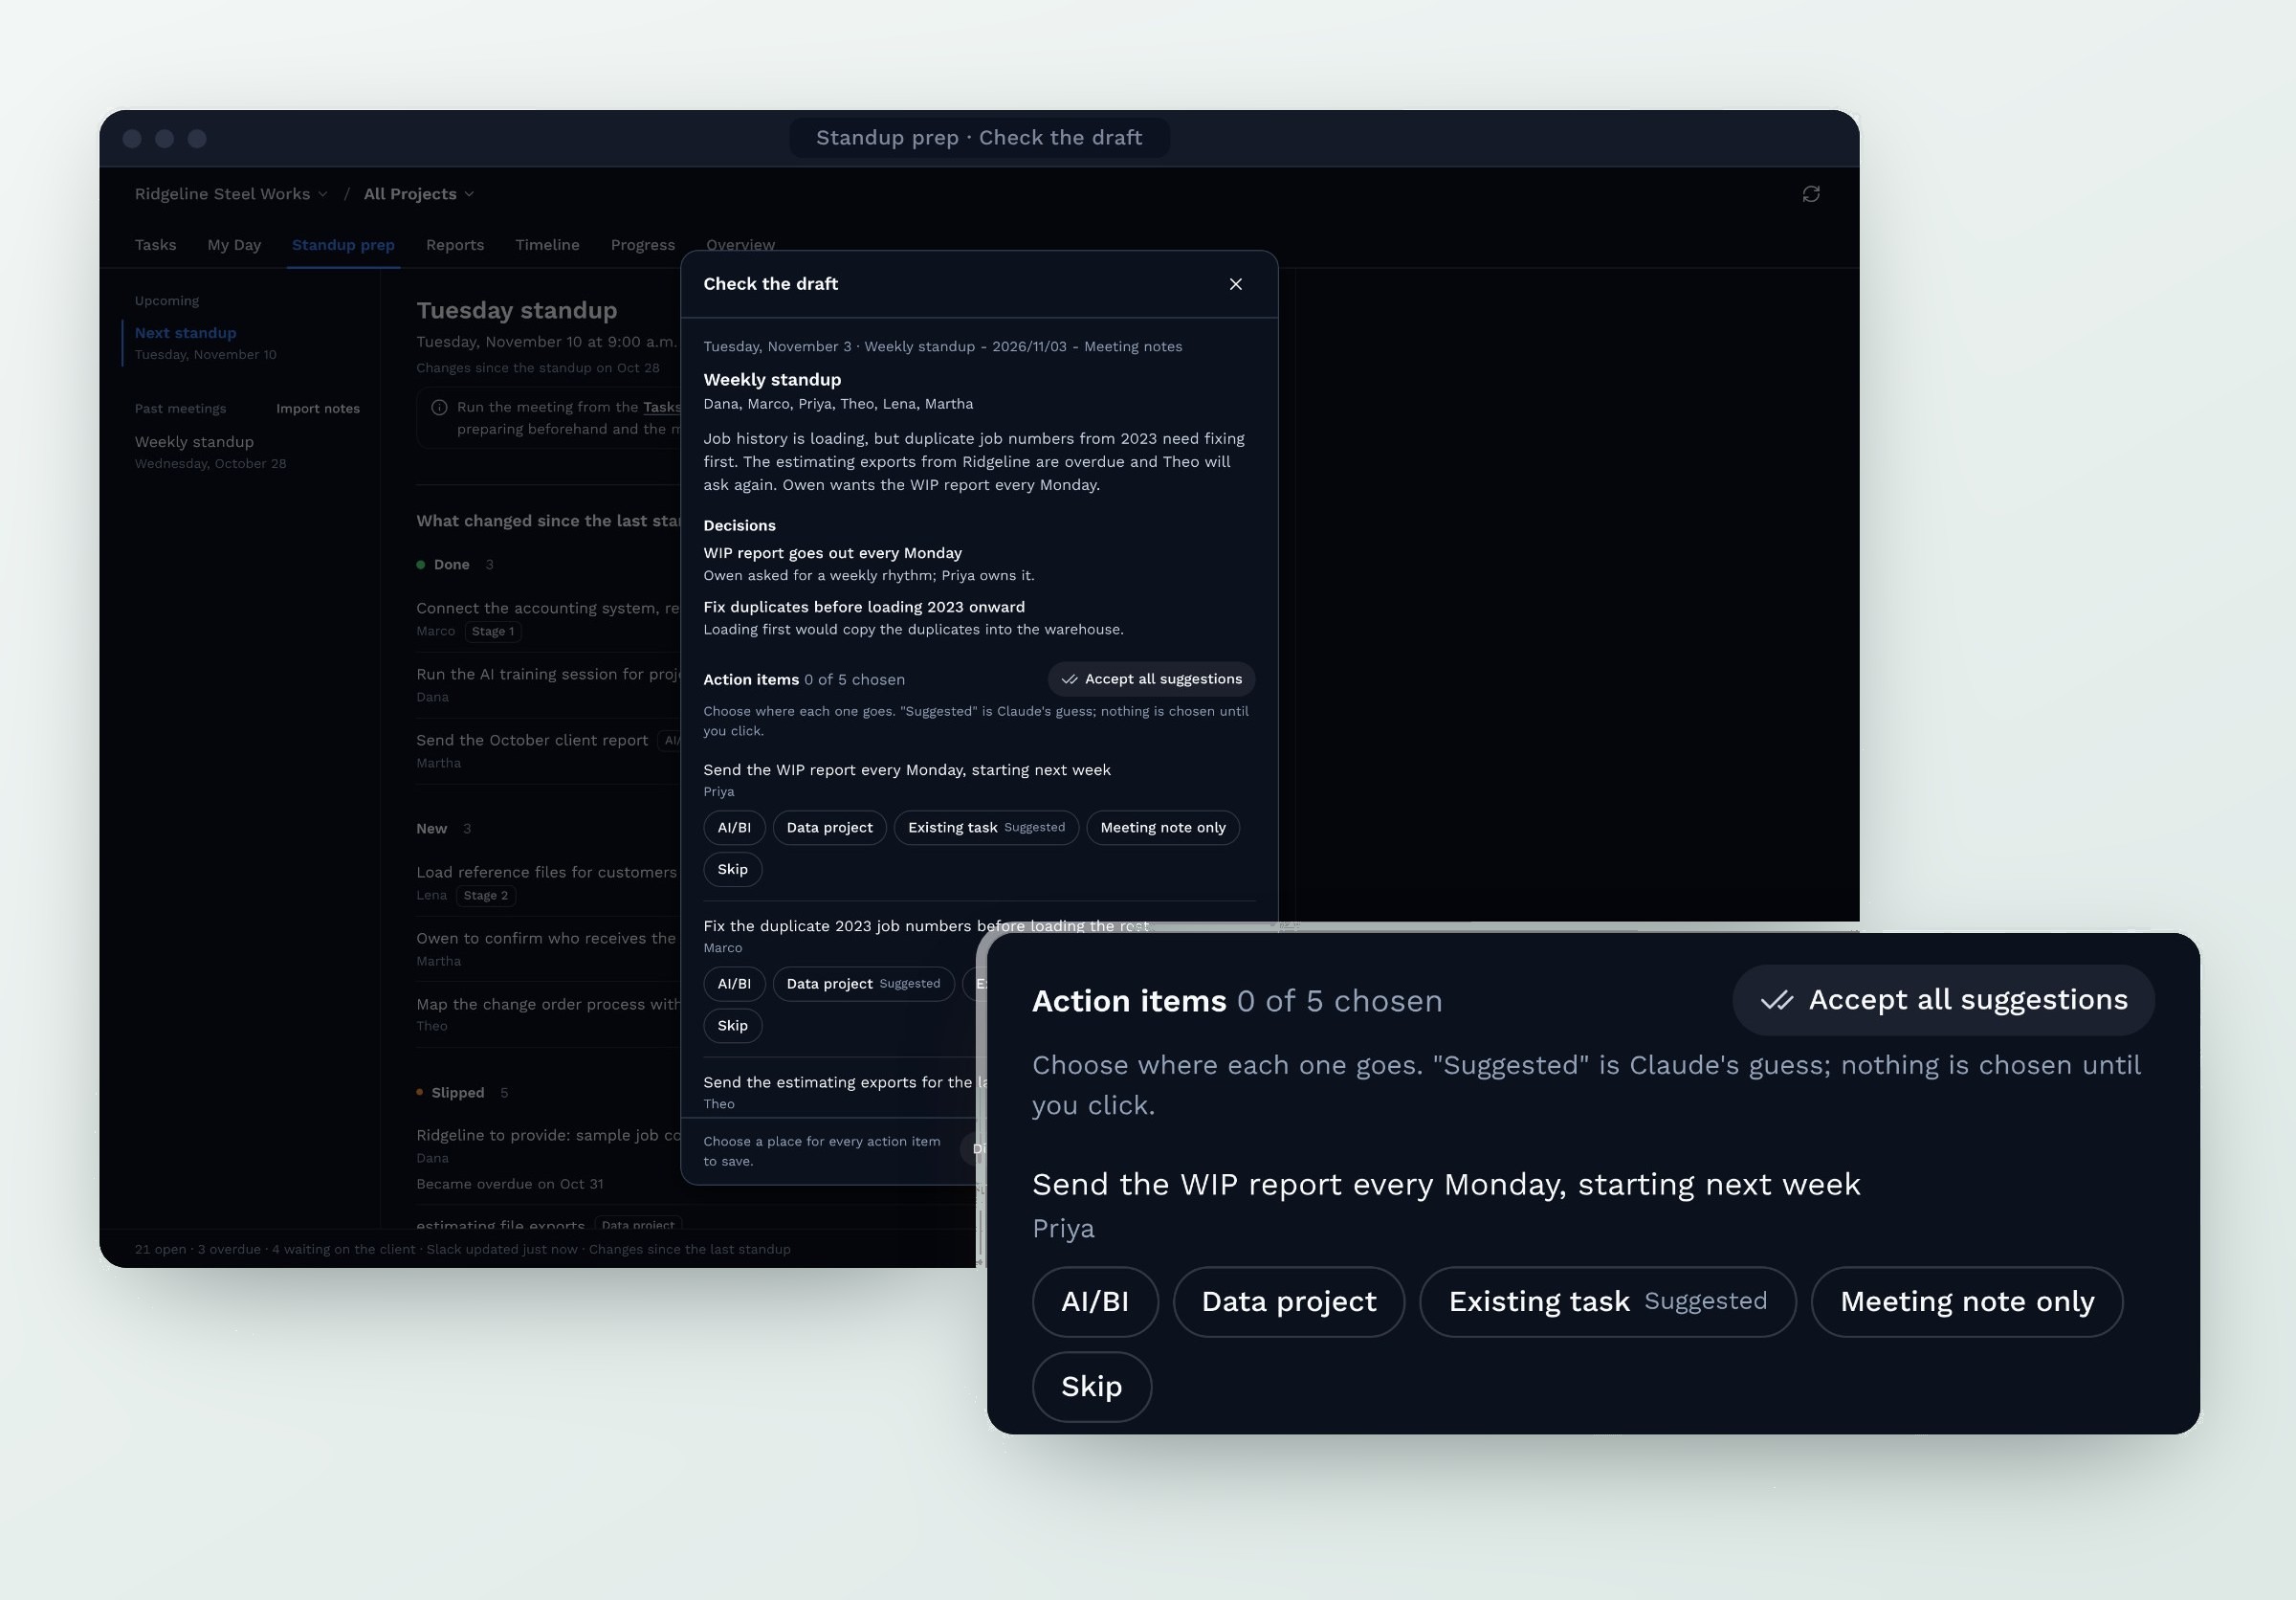 Standup prep · Check the draft
Ridgeline Steel Works / All Projects
Tasks My Day Standup prep Reports Timeline Progress Overview
Upcoming
Next standup
Tuesday, November 10
Past meetings Import notes
Weekly standup
Wednesday, October 28
Tuesday standup
Tuesday, November 10 at 9:00 a.m.
Changes since the standup on Oct 28
Run the meeting from the Tasks
preparing beforehand and the
What changed since the last
Done 3
Connect the accounting system,
Marco Stage 1
Run the AI training session for
Dana
Send the October client report
Martha
New 3
Load reference files for customers
Lena Stage 2
Owen to confirm who receives the
Martha
Map the change order process with
Theo
Slipped 5
Ridgeline to provide: sample job
Dana
Became overdue on Oct 31
estimating file exports Data project
21 open · 3 overdue · 4 waiting on the client · Slack updated just now · Changes since the last standup
Check the draft
Tuesday, November 3 · Weekly standup - 2026/11/03 - Meeting notes
Weekly standup
Dana, Marco, Priya, Theo, Lena, Martha
Job history is loading, but duplicate job numbers from 2023 need fixing
first. The estimating exports from Ridgeline are overdue and Theo will
ask again. Owen wants the WIP report every Monday.
Decisions
WIP report goes out every Monday
Owen asked for a weekly rhythm; Priya owns it.
Fix duplicates before loading 2023 onward
Loading first would copy the duplicates into the warehouse.
Action items 0 of 5 chosen Accept all suggestions
Choose where each one goes. "Suggested" is Claude's guess; nothing is chosen until
you click.
Send the WIP report every Monday, starting next week
Priya
AI/BI Data project Existing task Suggested Meeting note only
Skip
Fix the duplicate 2023 job numbers before loading the rest
Marco
AI/BI Data project Suggested
Skip
Send the estimating exports for the
Theo
Choose a place for every action item
to save.
Action items 0 of 5 chosen Accept all suggestions
Choose where each one goes. "Suggested" is Claude's guess; nothing is chosen until
you click.
Send the WIP report every Monday, starting next week
Priya
AI/BI Data project Existing task Suggested Meeting note only
Skip